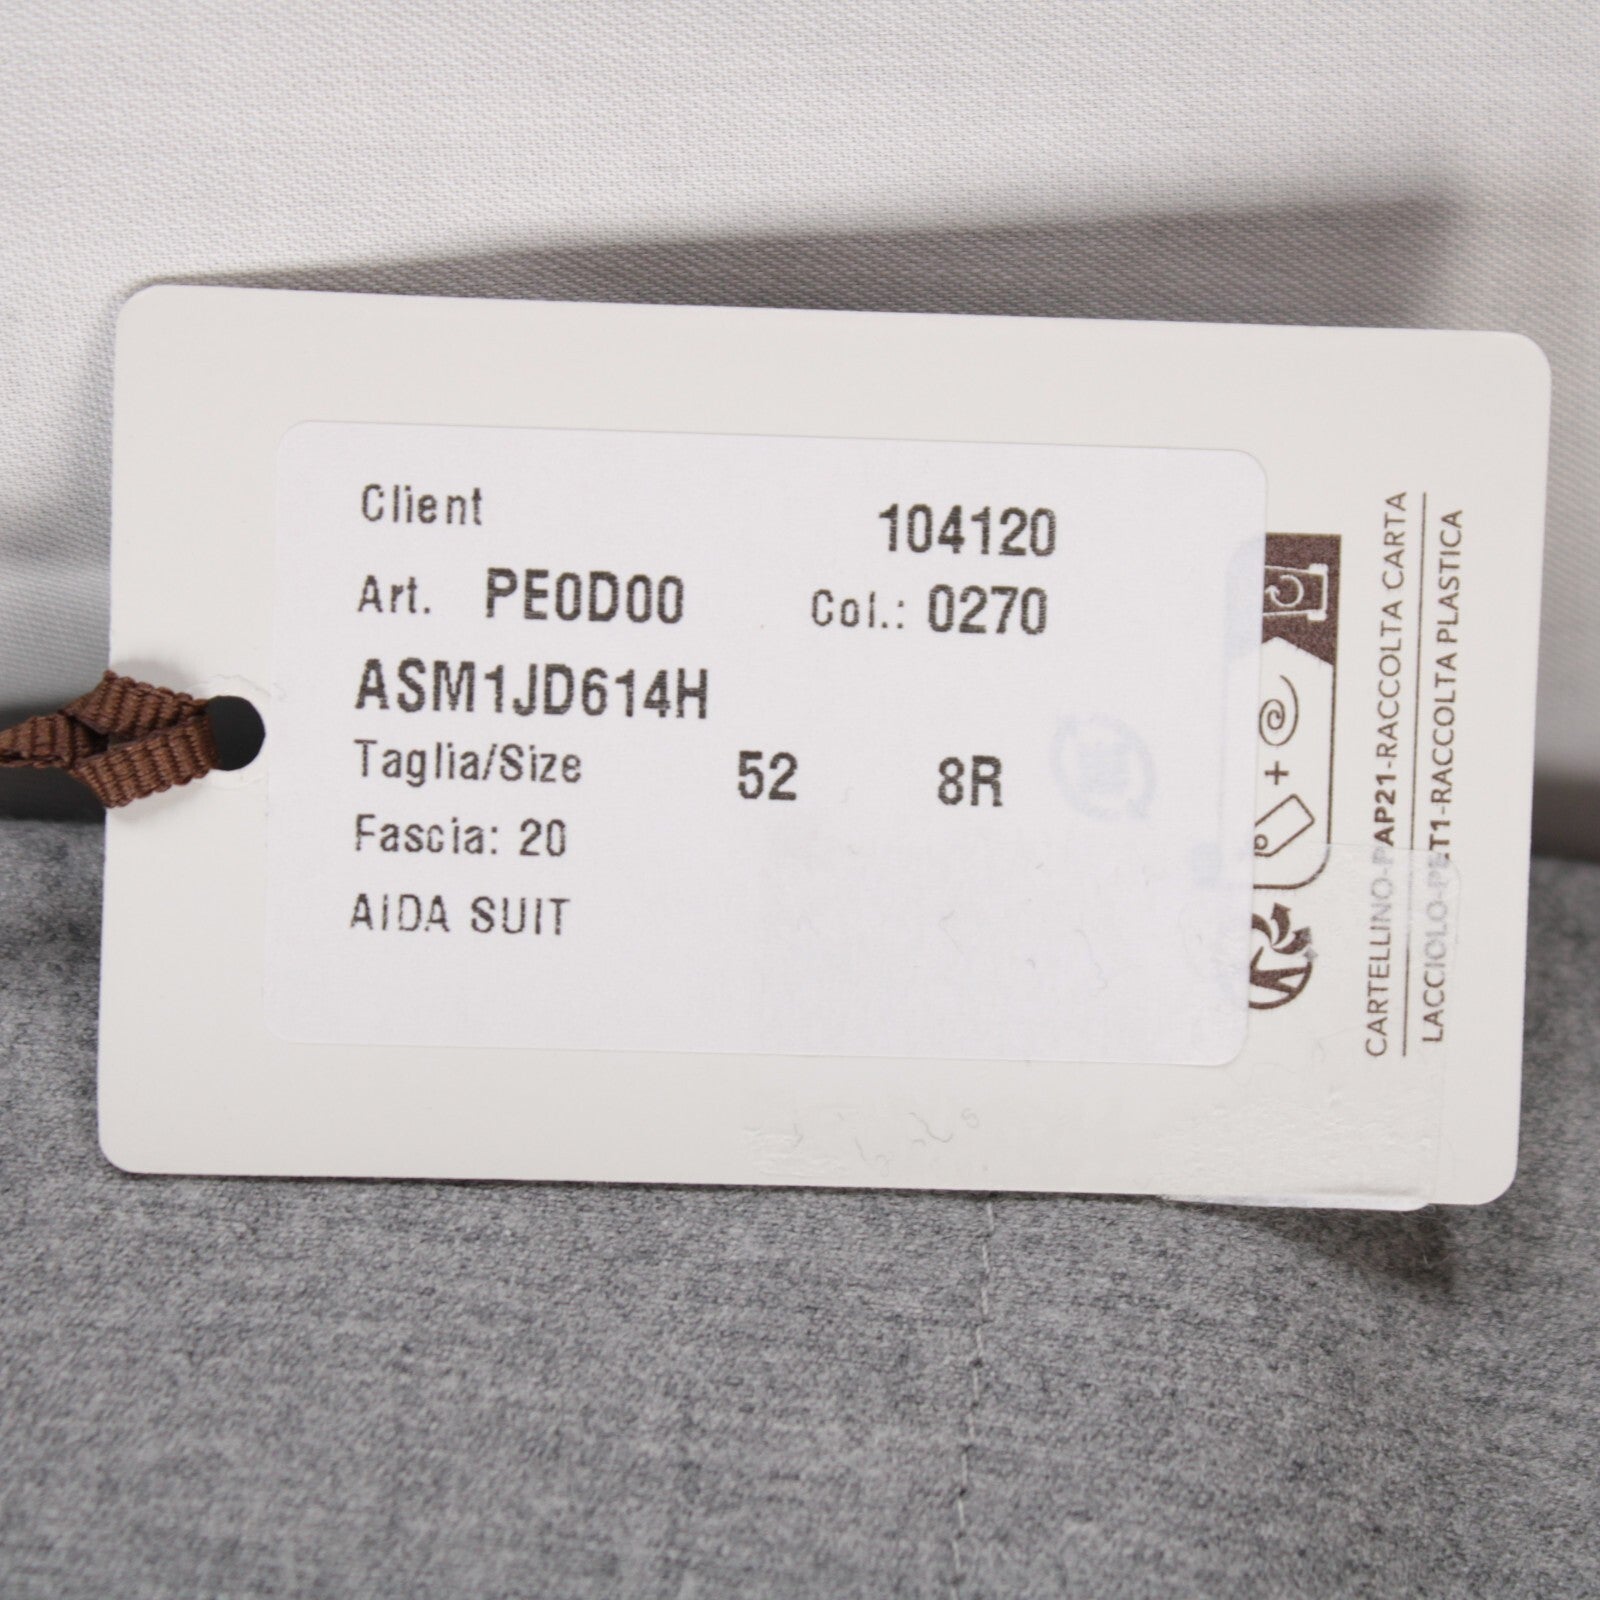 Client 104120
Art. PE0D00 Col.: 0270
ASM1JD614H
Taglia/Size 52 8R
Fascia: 20
AIDA SUIT
CARTELLINO-PAP21-RACCOLTA CARTA
LACCIOLO-PET1-RACCOLTA PLASTICA